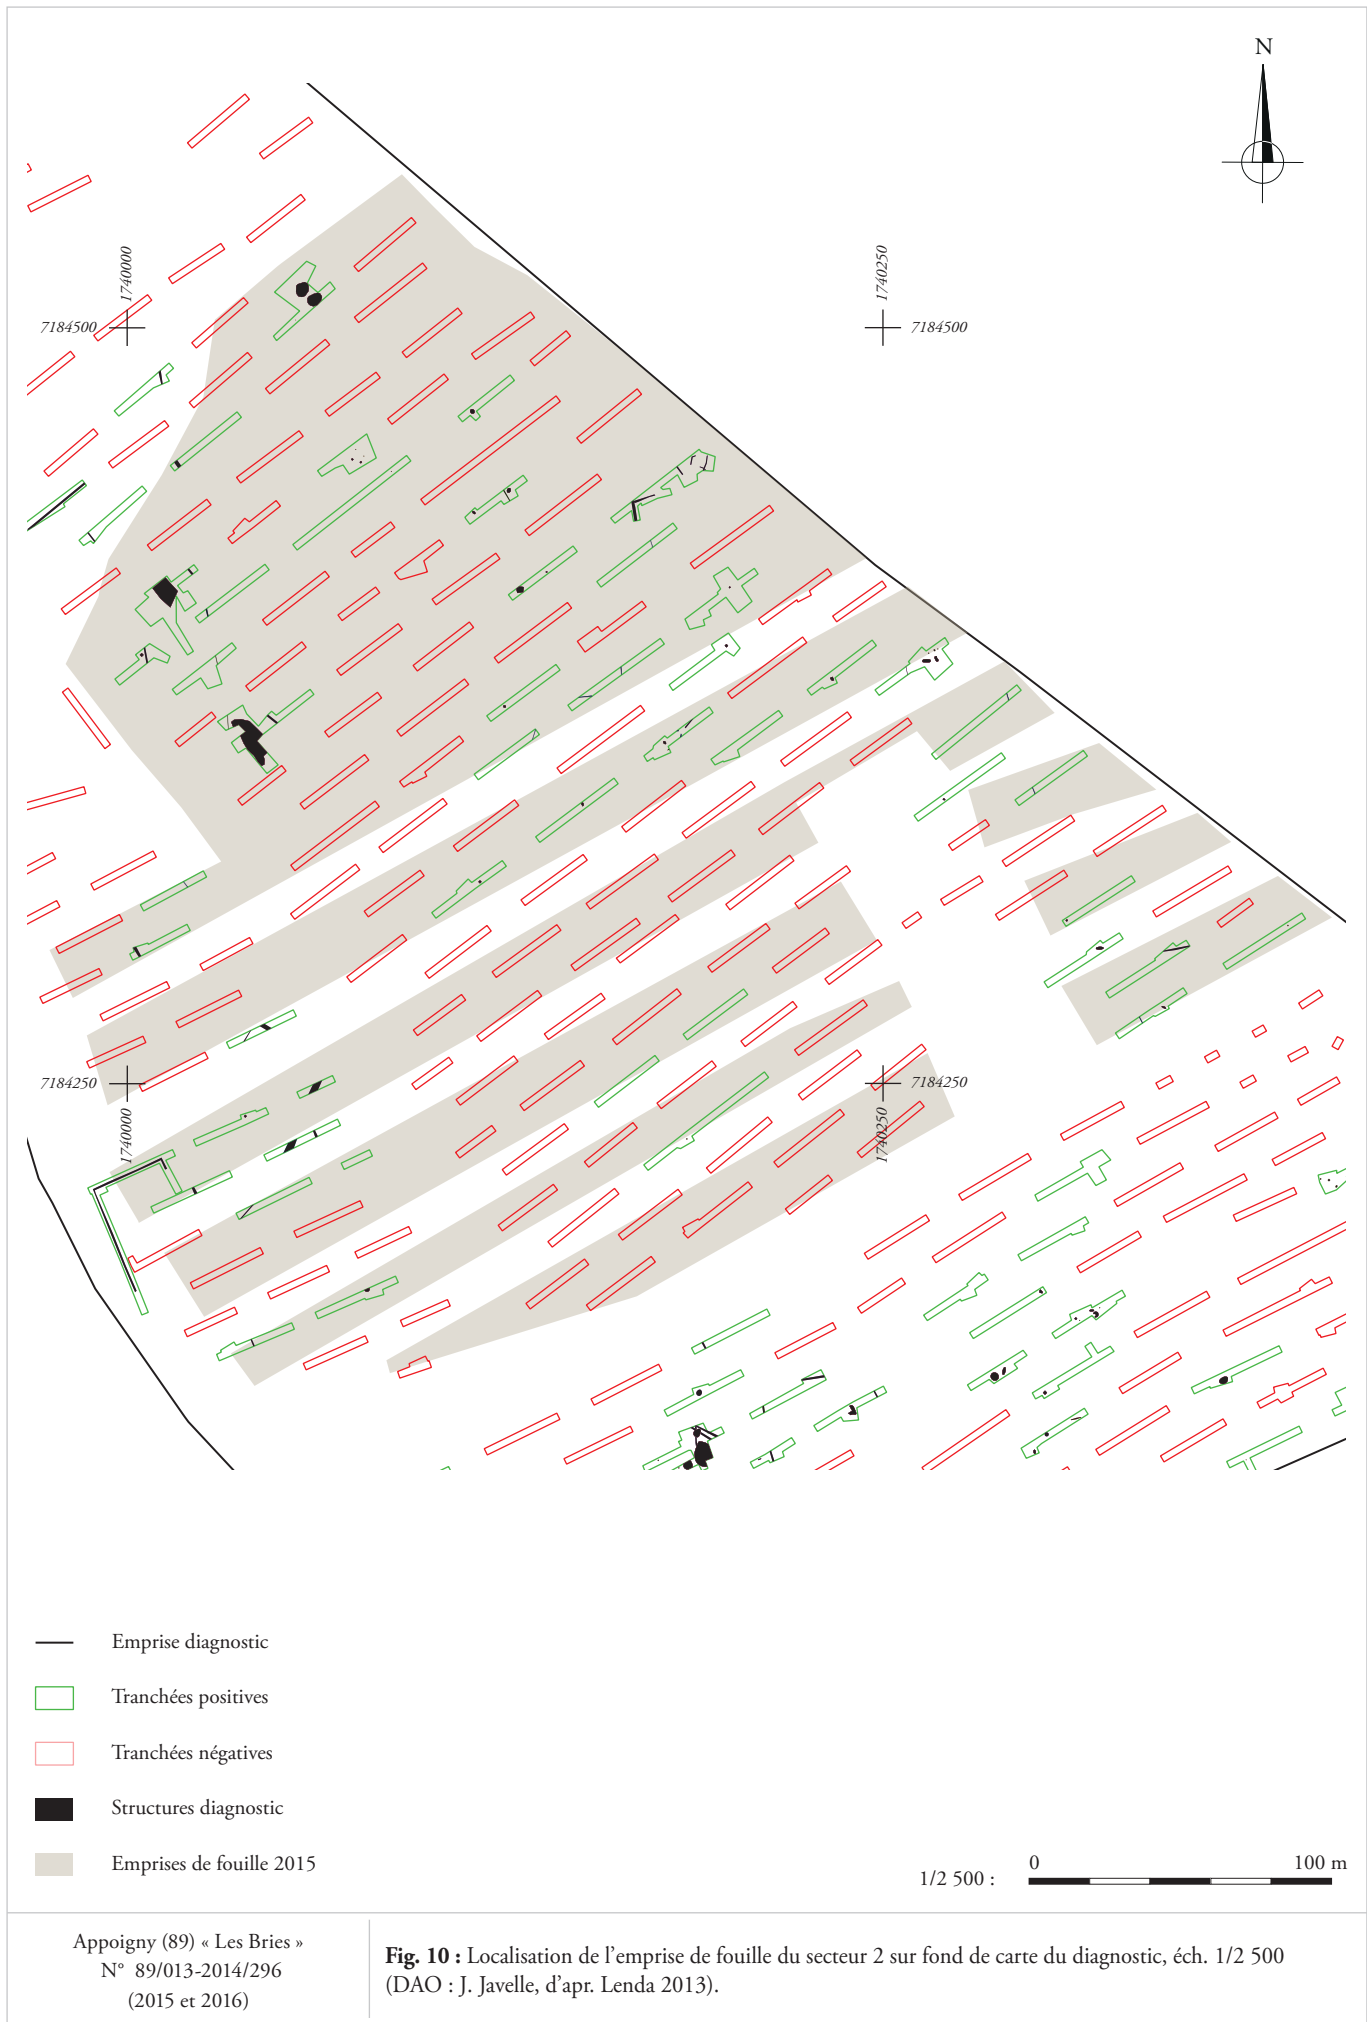 N
1740000
1740250
7184500
7184500
7184250
7184250
1740000
1740250
Emprise diagnostic
Tranchées positives
Tranchées négatives
Structures diagnostic
Emprises de fouille 2015
1/2 500 :
0
100 m
Appoigny (89) « Les Bries »
N° 89/013-2014/296
(2015 et 2016)
Fig. 10 : Localisation de l’emprise de fouille du secteur 2 sur fond de carte du diagnostic, éch. 1/2 500
(DAO : J. Javelle, d’apr. Lenda 2013).